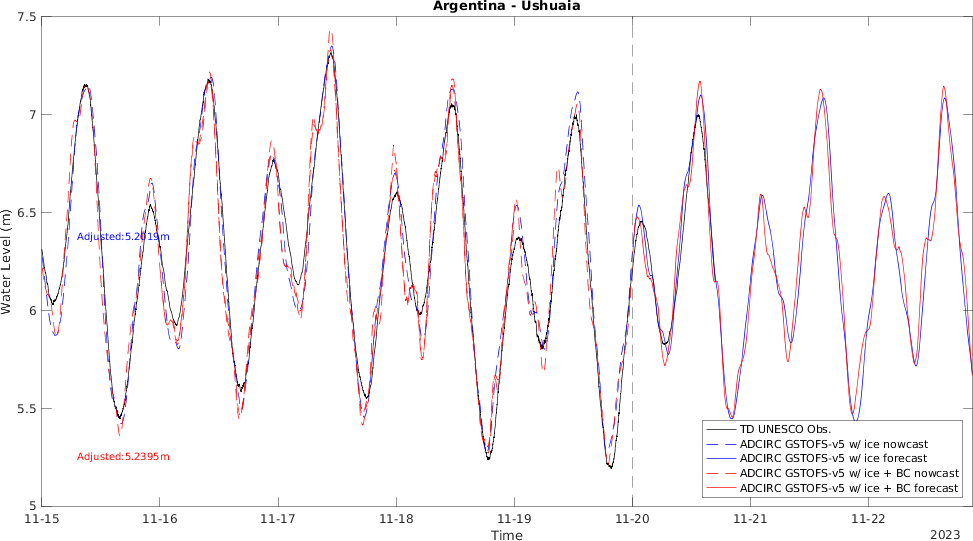 Argentina - Ushuaia
7.5
7
6.5
6
5.5
5
Water Level (m)
Adjusted:5.2019m
Adjusted:5.2395m
TD UNESCO Obs.
ADCIRC GSTOFS-v5 w/ ice nowcast
ADCIRC GSTOFS-v5 w/ ice forecast
ADCIRC GSTOFS-v5 w/ ice + BC nowcast
ADCIRC GSTOFS-v5 w/ ice + BC forecast
11-15 11-16 11-17 11-18 11-19 11-20 11-21 11-22
Time
2023